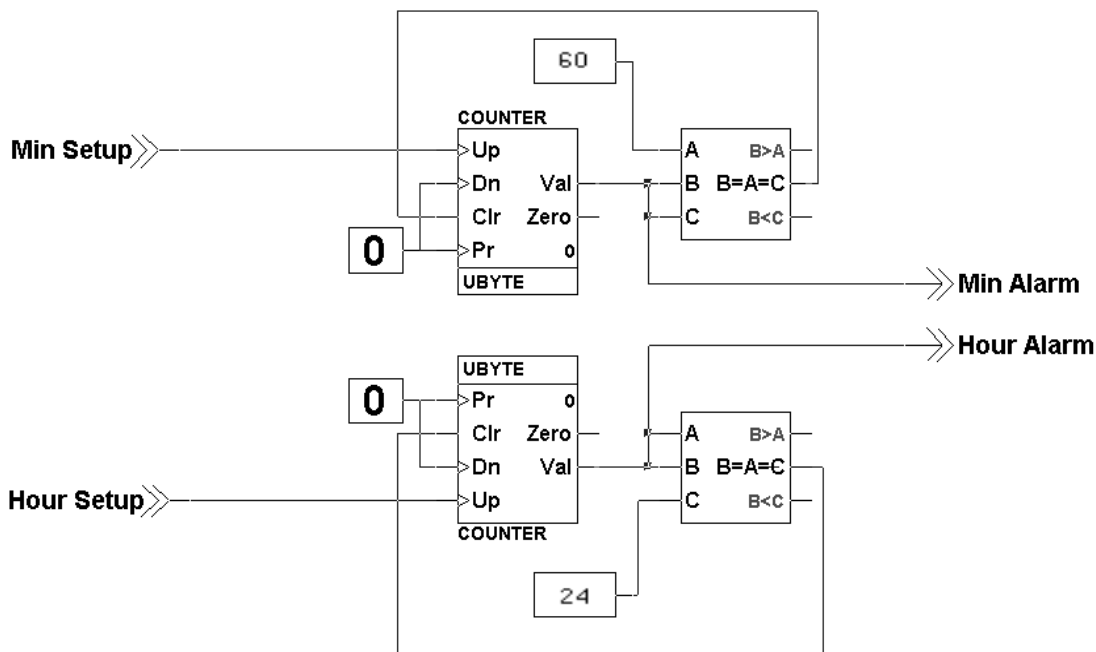 60
COUNTER
Min Setup
Up
A
B>A
Dn
Val
B
B=A=C
Clr
Zero
C
B<C
0
Pr
0
UBYTE
Min Alarm
Hour Alarm
UBYTE
0
Pr
0
Clr
Zero
A
B>A
Dn
Val
B
B=A=C
Hour Setup
Up
C
B<C
COUNTER
24